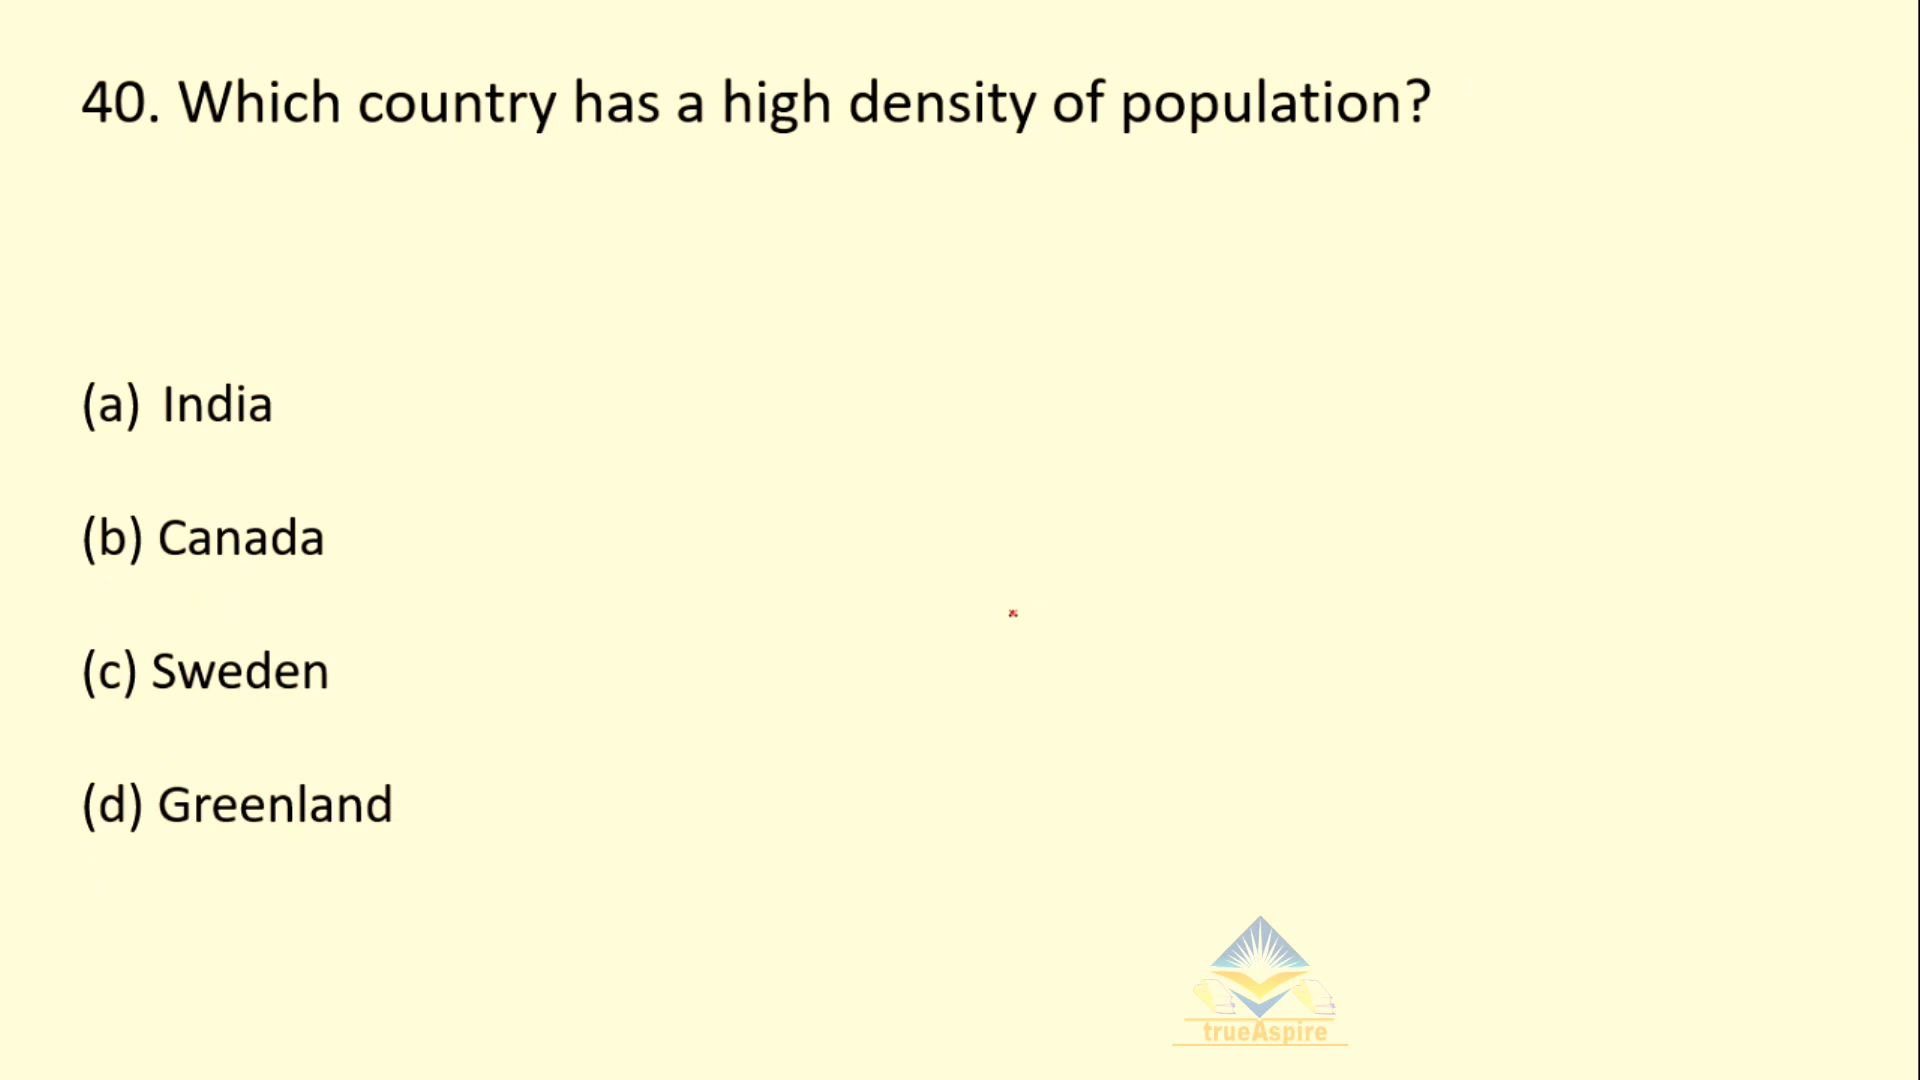 40. Which country has a high density of population?
(a) India
(b) Canada
(c) Sweden
(d) Greenland
trueAspire